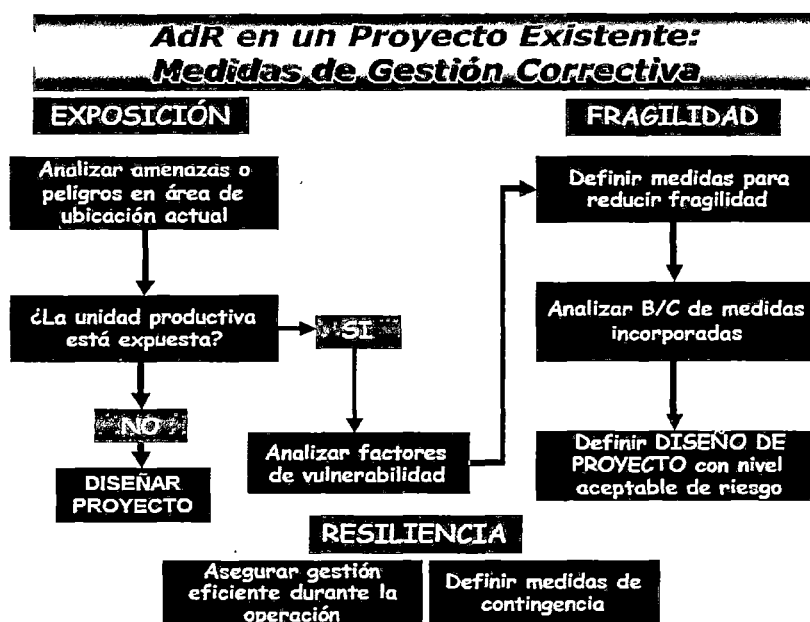 AdR en un Proyecto Existente:
Medidas de Gestión Correctiva
EXPOSICIÓN
Analizar amenazas o
peligros en área de
ubicación actual
¿La unidad productiva
está expuesta?
SI
NO
DISEÑAR
PROYECTO
Analizar factores
de vulnerabilidad
FRAGILIDAD
Definir medidas para
reducir fragilidad
Analizar B/C de medidas
incorporadas
Definir DISEÑO DE
PROYECTO con nivel
aceptable de riesgo
RESILIENCIA
Asegurar gestión
eficiente durante la
operación
Definir medidas de
contingencia